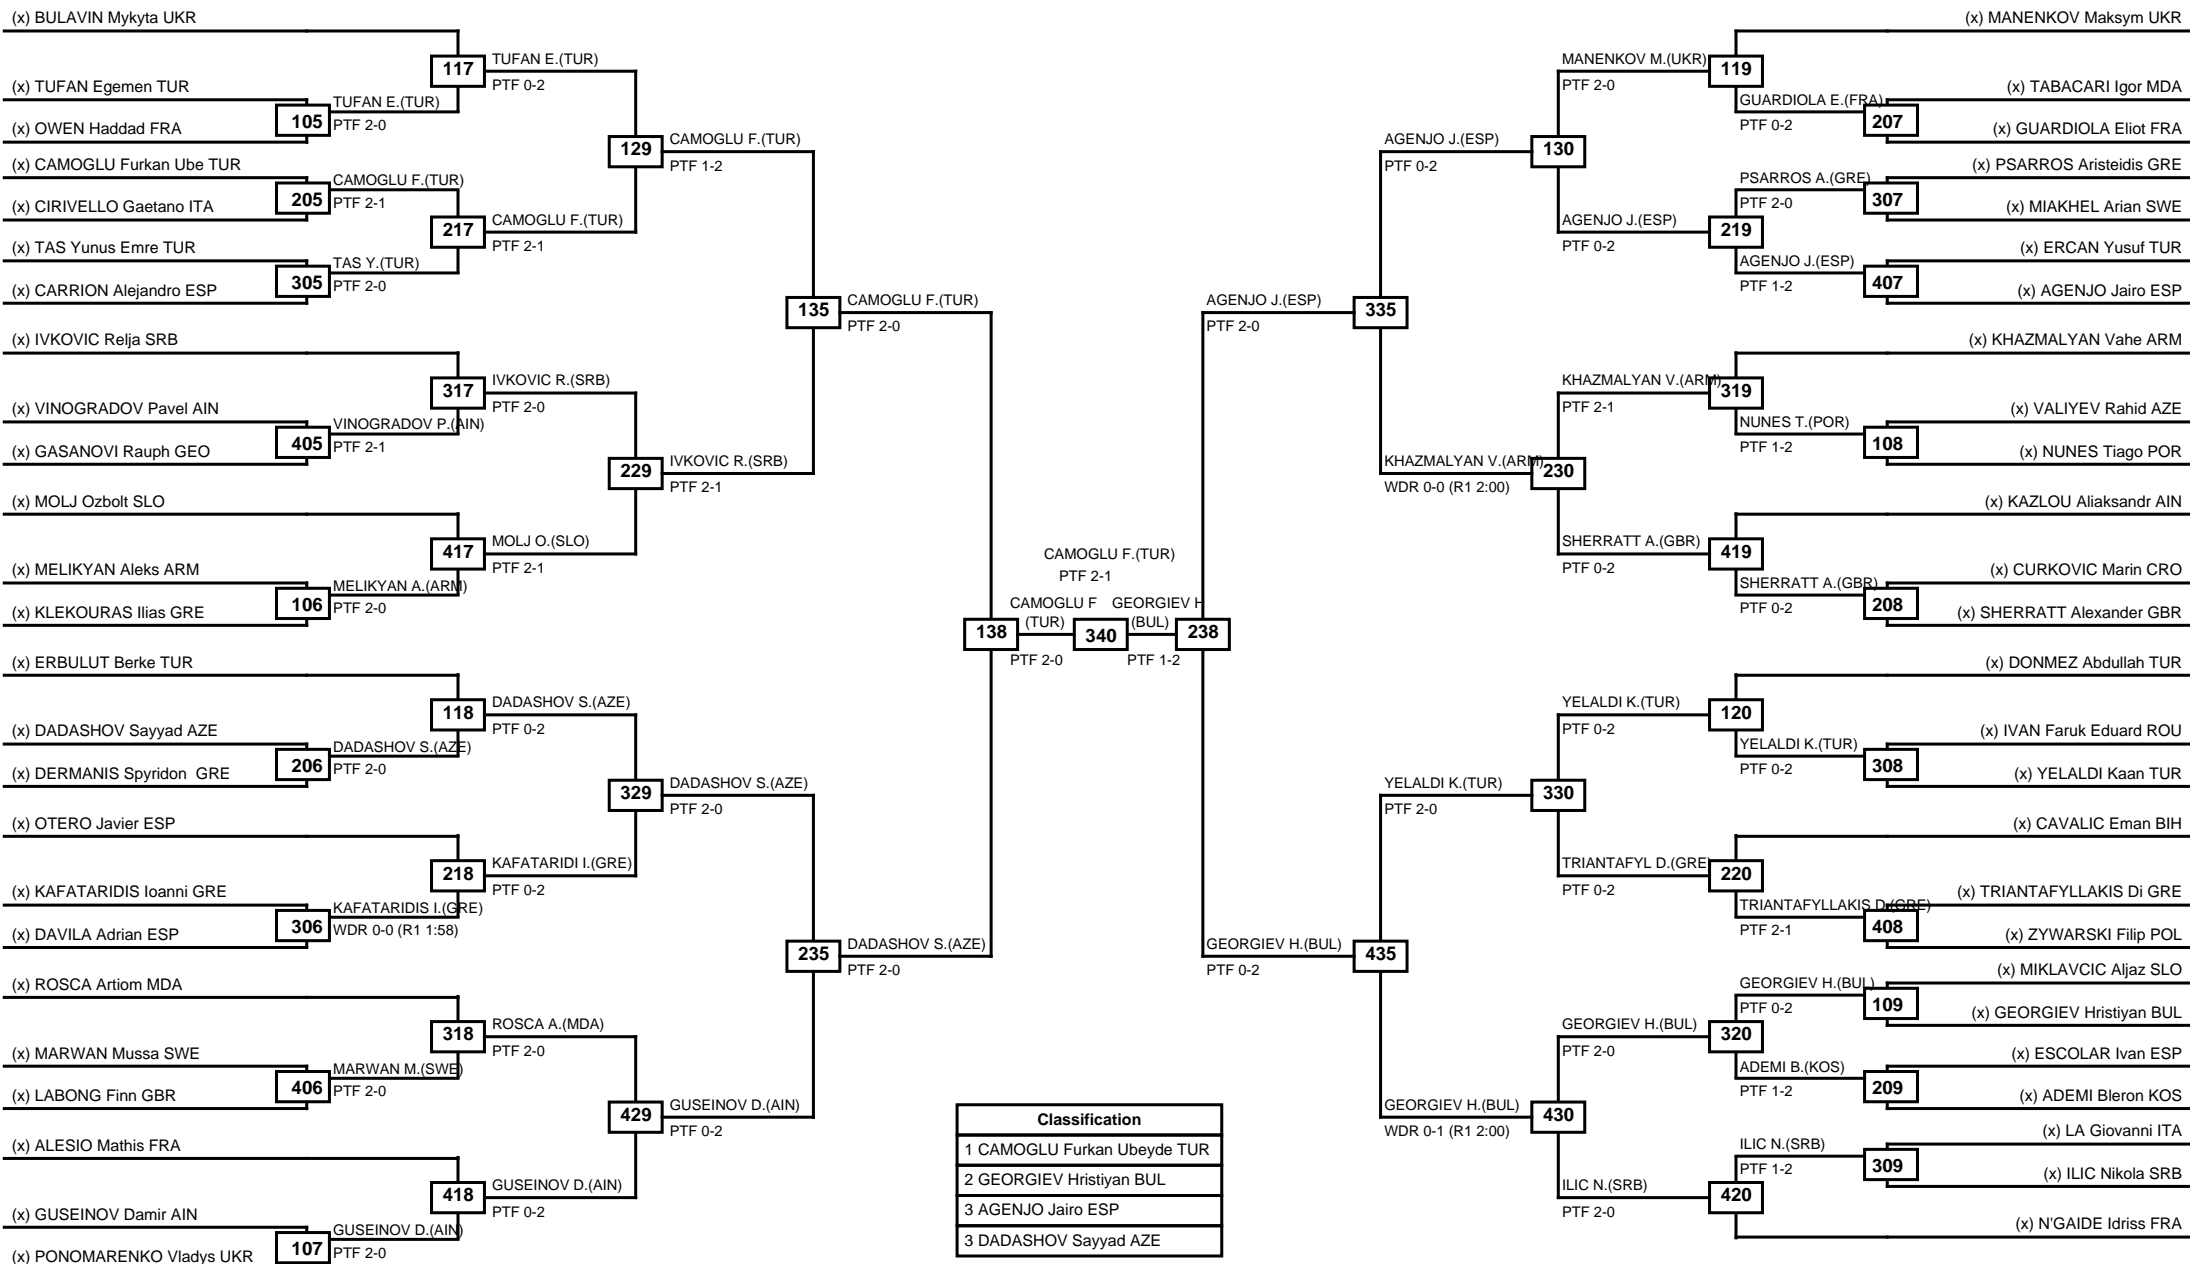 (x) BULAVIN Mykyta UKR
117
TUFAN E.(TUR)
PTF 0-2
(x) TUFAN Egemen TUR
105
TUFAN E.(TUR)
PTF 2-0
(x) OWEN Haddad FRA
129
CAMOGLU F.(TUR)
PTF 1-2
(x) CAMOGLU Furkan Ube TUR
205
CAMOGLU F.(TUR)
PTF 2-1
(x) CIRIVELLO Gaetano ITA
217
CAMOGLU F.(TUR)
PTF 2-1
(x) TAS Yunus Emre TUR
305
TAS Y.(TUR)
PTF 2-0
(x) CARRION Alejandro ESP
135
CAMOGLU F.(TUR)
PTF 2-0
(x) IVKOVIC Relja SRB
317
IVKOVIC R.(SRB)
PTF 2-0
(x) VINOGRADOV Pavel AIN
405
VINOGRADOV P.(AIN)
PTF 2-1
(x) GASANOVI Rauph GEO
229
IVKOVIC R.(SRB)
PTF 2-1
(x) MOLJ Ozbolt SLO
417
MOLJ O.(SLO)
PTF 2-1
(x) MELIKYAN Aleks ARM
106
MELIKYAN A.(ARM)
PTF 2-0
(x) KLEKOURAS Ilias GRE
138
CAMOGLU F
(TUR)
PTF 2-0
CAMOGLU F.(TUR)
PTF 2-1
340
GEORGIEV H
(BUL)
PTF 1-2
238
(x) ERBULUT Berke TUR
118
DADASHOV S.(AZE)
PTF 0-2
(x) DADASHOV Sayyad AZE
206
DADASHOV S.(AZE)
PTF 2-0
(x) DERMANIS Spyridon  GRE
329
DADASHOV S.(AZE)
PTF 2-0
(x) OTERO Javier ESP
218
KAFATARIDI I.(GRE)
PTF 0-2
(x) KAFATARIDIS Ioanni GRE
306
KAFATARIDIS I.(GRE)
WDR 0-0 (R1 1:58)
(x) DAVILA Adrian ESP
235
DADASHOV S.(AZE)
PTF 2-0
(x) ROSCA Artiom MDA
318
ROSCA A.(MDA)
PTF 2-0
(x) MARWAN Mussa SWE
406
MARWAN M.(SWE)
PTF 2-0
(x) LABONG Finn GBR
429
GUSEINOV D.(AIN)
PTF 0-2
(x) ALESIO Mathis FRA
418
GUSEINOV D.(AIN)
PTF 0-2
(x) GUSEINOV Damir AIN
107
GUSEINOV D.(AIN)
PTF 2-0
(x) PONOMARENKO Vladys UKR
(x) MANENKOV Maksym UKR
MANENKOV M.(UKR)
PTF 2-0
119
(x) TABACARI Igor MDA
GUARDIOLA E.(FRA)
PTF 0-2
207
(x) GUARDIOLA Eliot FRA
AGENJO J.(ESP)
PTF 0-2
130
(x) PSARROS Aristeidis GRE
PSARROS A.(GRE)
PTF 2-0
307
(x) MIAKHEL Arian SWE
AGENJO J.(ESP)
PTF 0-2
219
(x) ERCAN Yusuf TUR
AGENJO J.(ESP)
PTF 1-2
407
(x) AGENJO Jairo ESP
AGENJO J.(ESP)
PTF 2-0
335
(x) KHAZMALYAN Vahe ARM
KHAZMALYAN V.(ARM)
PTF 2-1
319
(x) VALIYEV Rahid AZE
NUNES T.(POR)
PTF 1-2
108
(x) NUNES Tiago POR
KHAZMALYAN V.(ARM)
WDR 0-0 (R1 2:00)
230
(x) KAZLOU Aliaksandr AIN
SHERRATT A.(GBR)
PTF 0-2
419
(x) CURKOVIC Marin CRO
SHERRATT A.(GBR)
PTF 0-2
208
(x) SHERRATT Alexander GBR
(x) DONMEZ Abdullah TUR
YELALDI K.(TUR)
PTF 0-2
120
(x) IVAN Faruk Eduard ROU
YELALDI K.(TUR)
PTF 0-2
308
(x) YELALDI Kaan TUR
YELALDI K.(TUR)
PTF 2-0
330
(x) CAVALIC Eman BIH
TRIANTAFYL D.(GRE)
PTF 0-2
220
(x) TRIANTAFYLLAKIS Di GRE
TRIANTAFYLLAKIS D.(GRE)
PTF 2-1
408
(x) ZYWARSKI Filip POL
GEORGIEV H.(BUL)
PTF 0-2
435
(x) MIKLAVCIC Aljaz SLO
GEORGIEV H.(BUL)
PTF 0-2
109
(x) GEORGIEV Hristiyan BUL
GEORGIEV H.(BUL)
PTF 2-0
320
(x) ESCOLAR Ivan ESP
ADEMI B.(KOS)
PTF 1-2
209
(x) ADEMI Bleron KOS
GEORGIEV H.(BUL)
WDR 0-1 (R1 2:00)
430
(x) LA Giovanni ITA
ILIC N.(SRB)
PTF 1-2
309
(x) ILIC Nikola SRB
ILIC N.(SRB)
PTF 2-0
420
(x) N'GAIDE Idriss FRA
Classification
1 CAMOGLU Furkan Ubeyde TUR
2 GEORGIEV Hristiyan BUL
3 AGENJO Jairo ESP
3 DADASHOV Sayyad AZE